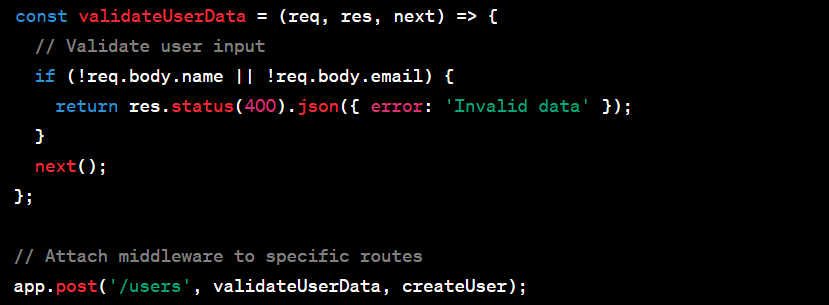 const validateUserData = (req, res, next) => {
  // Validate user input
  if (!req.body.name || !req.body.email) {
    return res.status(400).json({ error: 'Invalid data' });
  }
  next();
};

// Attach middleware to specific routes
app.post('/users', validateUserData, createUser);